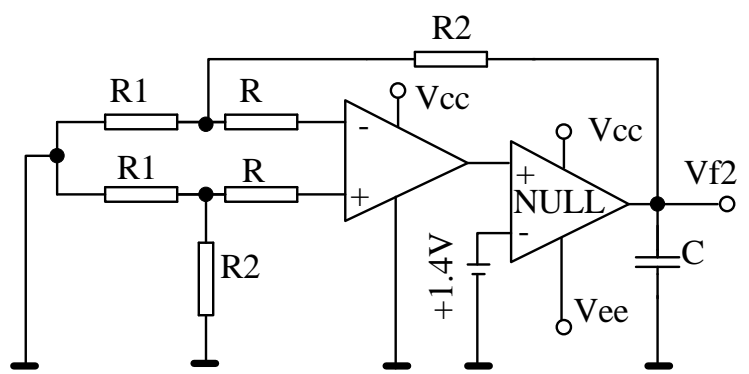 R2
R1
R
Vcc
-
Vcc
Vf2
R1
R
+
+
NULL
-
R2
+1.4V
C
Vee